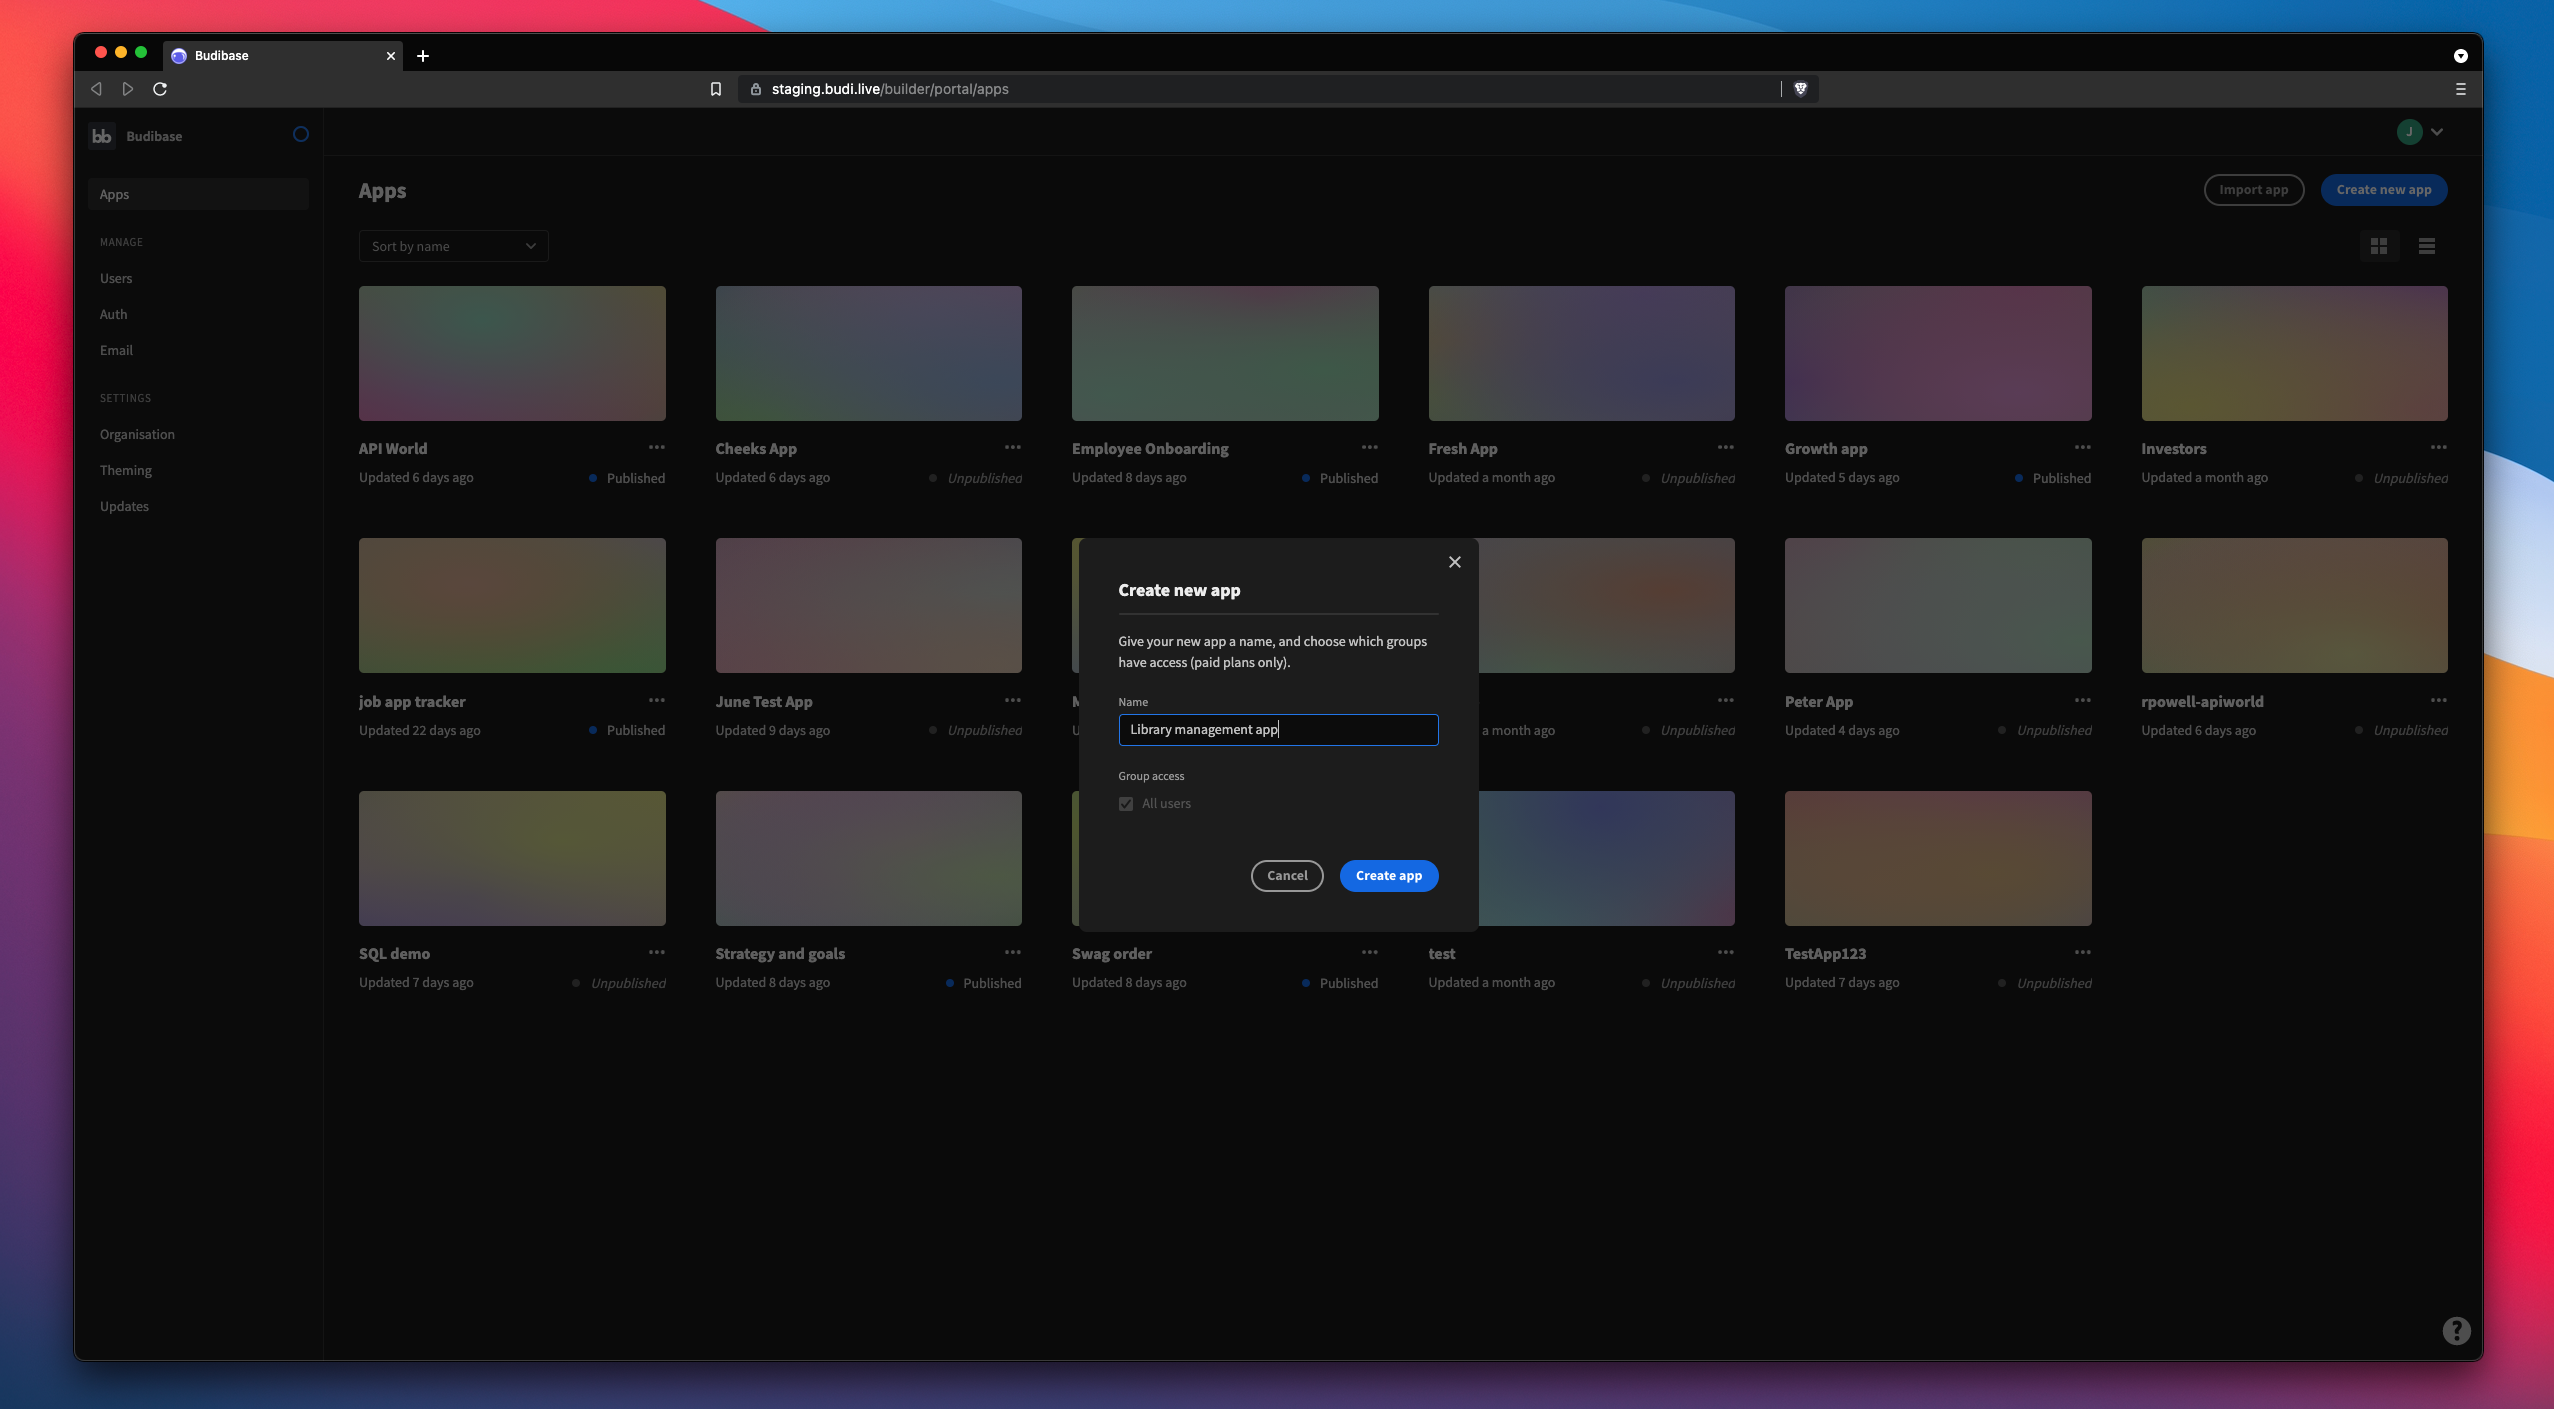 Budibase
staging.budi.live/builder/portal/apps
bb Budibase
J
Apps
MANAGE
Users
Auth
Email
SETTINGS
Organisation
Theming
Updates
Apps
Import app
Create new app
Sort by name
API World
Updated 6 days ago
Published
Cheeks App
Updated 6 days ago
Unpublished
Employee Onboarding
Updated 8 days ago
Published
Fresh App
Updated a month ago
Unpublished
Growth app
Updated 5 days ago
Published
Investors
Updated a month ago
Unpublished
job app tracker
Updated 22 days ago
Published
June Test App
Updated 9 days ago
Unpublished
a month ago
Unpublished
Peter App
Updated 4 days ago
Unpublished
rpowell-apiworld
Updated 6 days ago
Unpublished
Create new app
Give your new app a name, and choose which groups
have access (paid plans only).
Name
Library management app
Group access
All users
Cancel
Create app
SQL demo
Updated 7 days ago
Unpublished
Strategy and goals
Updated 8 days ago
Published
Swag order
Updated 8 days ago
Published
test
Updated a month ago
Unpublished
TestApp123
Updated 7 days ago
Unpublished
?